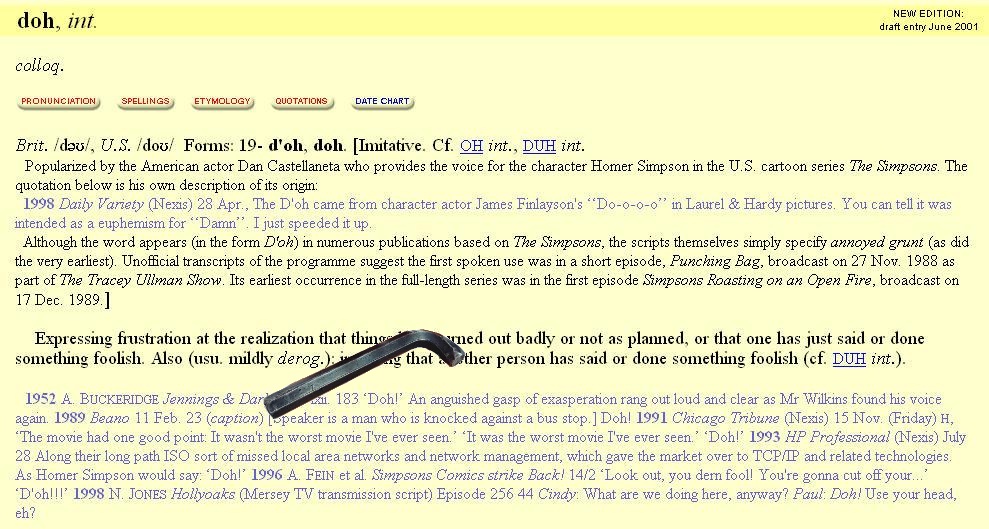 doh, int.
NEW EDITION:
draft entry June 2001
colloq.
PRONUNCIATION SPELLINGS ETYMOLOGY QUOTATIONS DATE CHART
Brit. /dəʊ/, U.S. /doʊ/ Forms: 19- d'oh, doh. [Imitative. Cf. OH int., DUH int.
Popularized by the American actor Dan Castellaneta who provides the voice for the character Homer Simpson in the U.S. cartoon series The Simpsons. The
quotation below is his own description of its origin:
1998 Daily Variety (Nexis) 28 Apr., The D'oh came from character actor James Finlayson's ‘‘Do-o-o-o’’ in Laurel & Hardy pictures. You can tell it was
intended as a euphemism for ‘‘Damn’’. I just speeded it up.
Although the word appears (in the form D'oh) in numerous publications based on The Simpsons, the scripts themselves simply specify annoyed grunt (as did
the very earliest). Unofficial transcripts of the programme suggest the first spoken use was in a short episode, Punching Bag, broadcast on 27 Nov. 1988 as
part of The Tracey Ullman Show. Its earliest occurrence in the full-length series was in the first episode Simpsons Roasting on an Open Fire, broadcast on
17 Dec. 1989.]
Expressing frustration at the realization that things out badly or not as planned, or that one has just said or done
something foolish. Also (usu. mildly derog.): that person has said or done something foolish (cf. DUH int.).
1952 A. BUCKERIDGE Jennings & 183 ‘Doh!’ An anguished gasp of exasperation rang out loud and clear as Mr Wilkins found his voice
again. 1989 Beano 11 Feb. 23 (caption) [Speaker is a man who is knocked against a bus stop.] Doh! 1991 Chicago Tribune (Nexis) 15 Nov. (Friday) H,
‘The movie had one good point: It wasn't the worst movie I've ever seen.’ ‘It was the worst movie I've ever seen.’ ‘Doh!’ 1993 HP Professional (Nexis) July
28 Along their long path ISO sort of missed local area networks and network management, which gave the market over to TCP/IP and related technologies.
As Homer Simpson would say: ‘Doh!’ 1996 A. FEIN et al. Simpsons Comics strike Back! 14/2 ‘Look out, you dern fool! You're gonna cut off your...’
‘D'oh!!!’ 1998 N. JONES Hollyoaks (Mersey TV transmission script) Episode 256 44 Cindy: What are we doing here, anyway? Paul: Doh! Use your head,
eh?